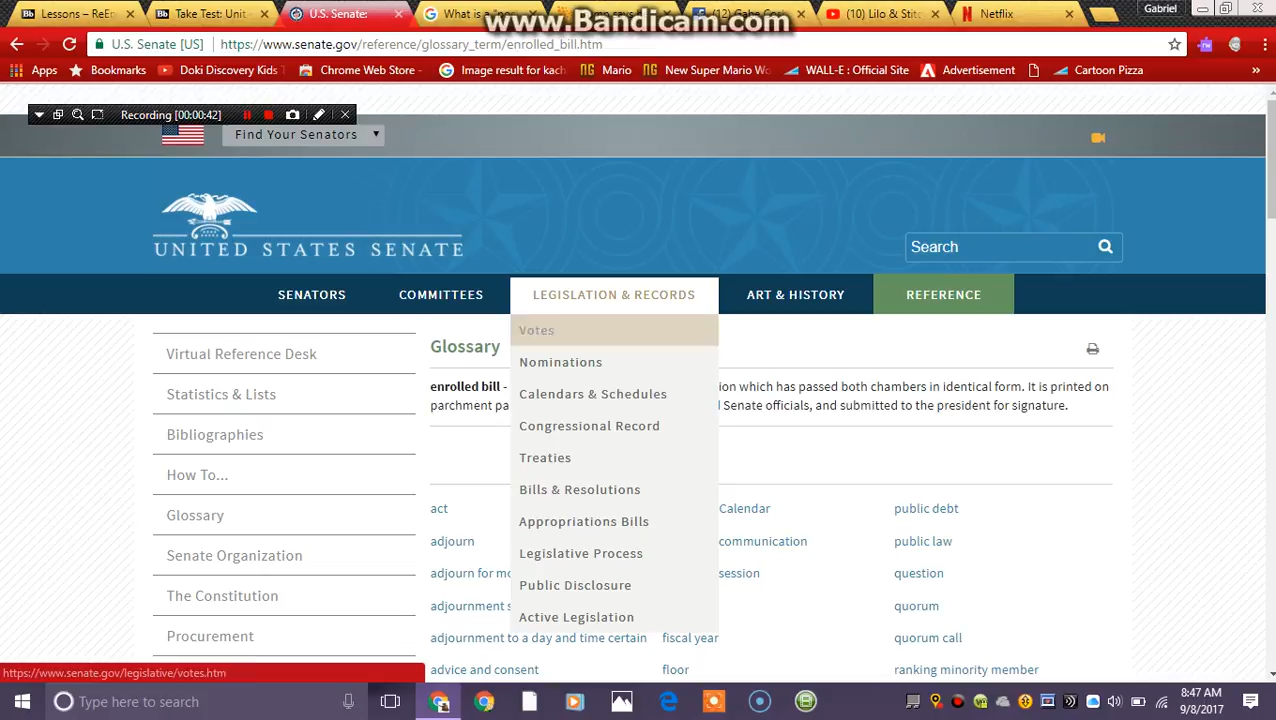 Lessons – ReEn
Take Test: Unit
U.S. Senate:
What is a "po
(10) Lilo & Stitc
Netflix
Gabriel
www.Bandicam.com
U.S. Senate [US] https://www.senate.gov/reference/glossary_term/enrolled_bill.htm
Apps Bookmarks Doki Discovery Kids Chrome Web Store - Image result for kach Mario New Super Mario Wo WALL-E : Official Site Advertisement Cartoon Pizza »
Recording [00:00:42]
Find Your Senators
UNITED STATES SENATE
Search
SENATORS COMMITTEES LEGISLATION & RECORDS ART & HISTORY REFERENCE
Votes
Nominations
Calendars & Schedules
Congressional Record
Treaties
Bills & Resolutions
Appropriations Bills
Legislative Process
Public Disclosure
Active Legislation
Virtual Reference Desk
Statistics & Lists
Bibliographies
How To...
Glossary
Senate Organization
The Constitution
Procurement
Glossary
enrolled bill - ion which has passed both chambers in identical form. It is printed on
parchment pa d Senate officials, and submitted to the president for signature.
act Calendar public debt
adjourn communication public law
adjourn for mo session question
adjournment s quorum
adjournment to a day and time certain fiscal year quorum call
advice and consent floor ranking minority member
https://www.senate.gov/legislative/votes.htm
Type here to search
8:47 AM
9/8/2017